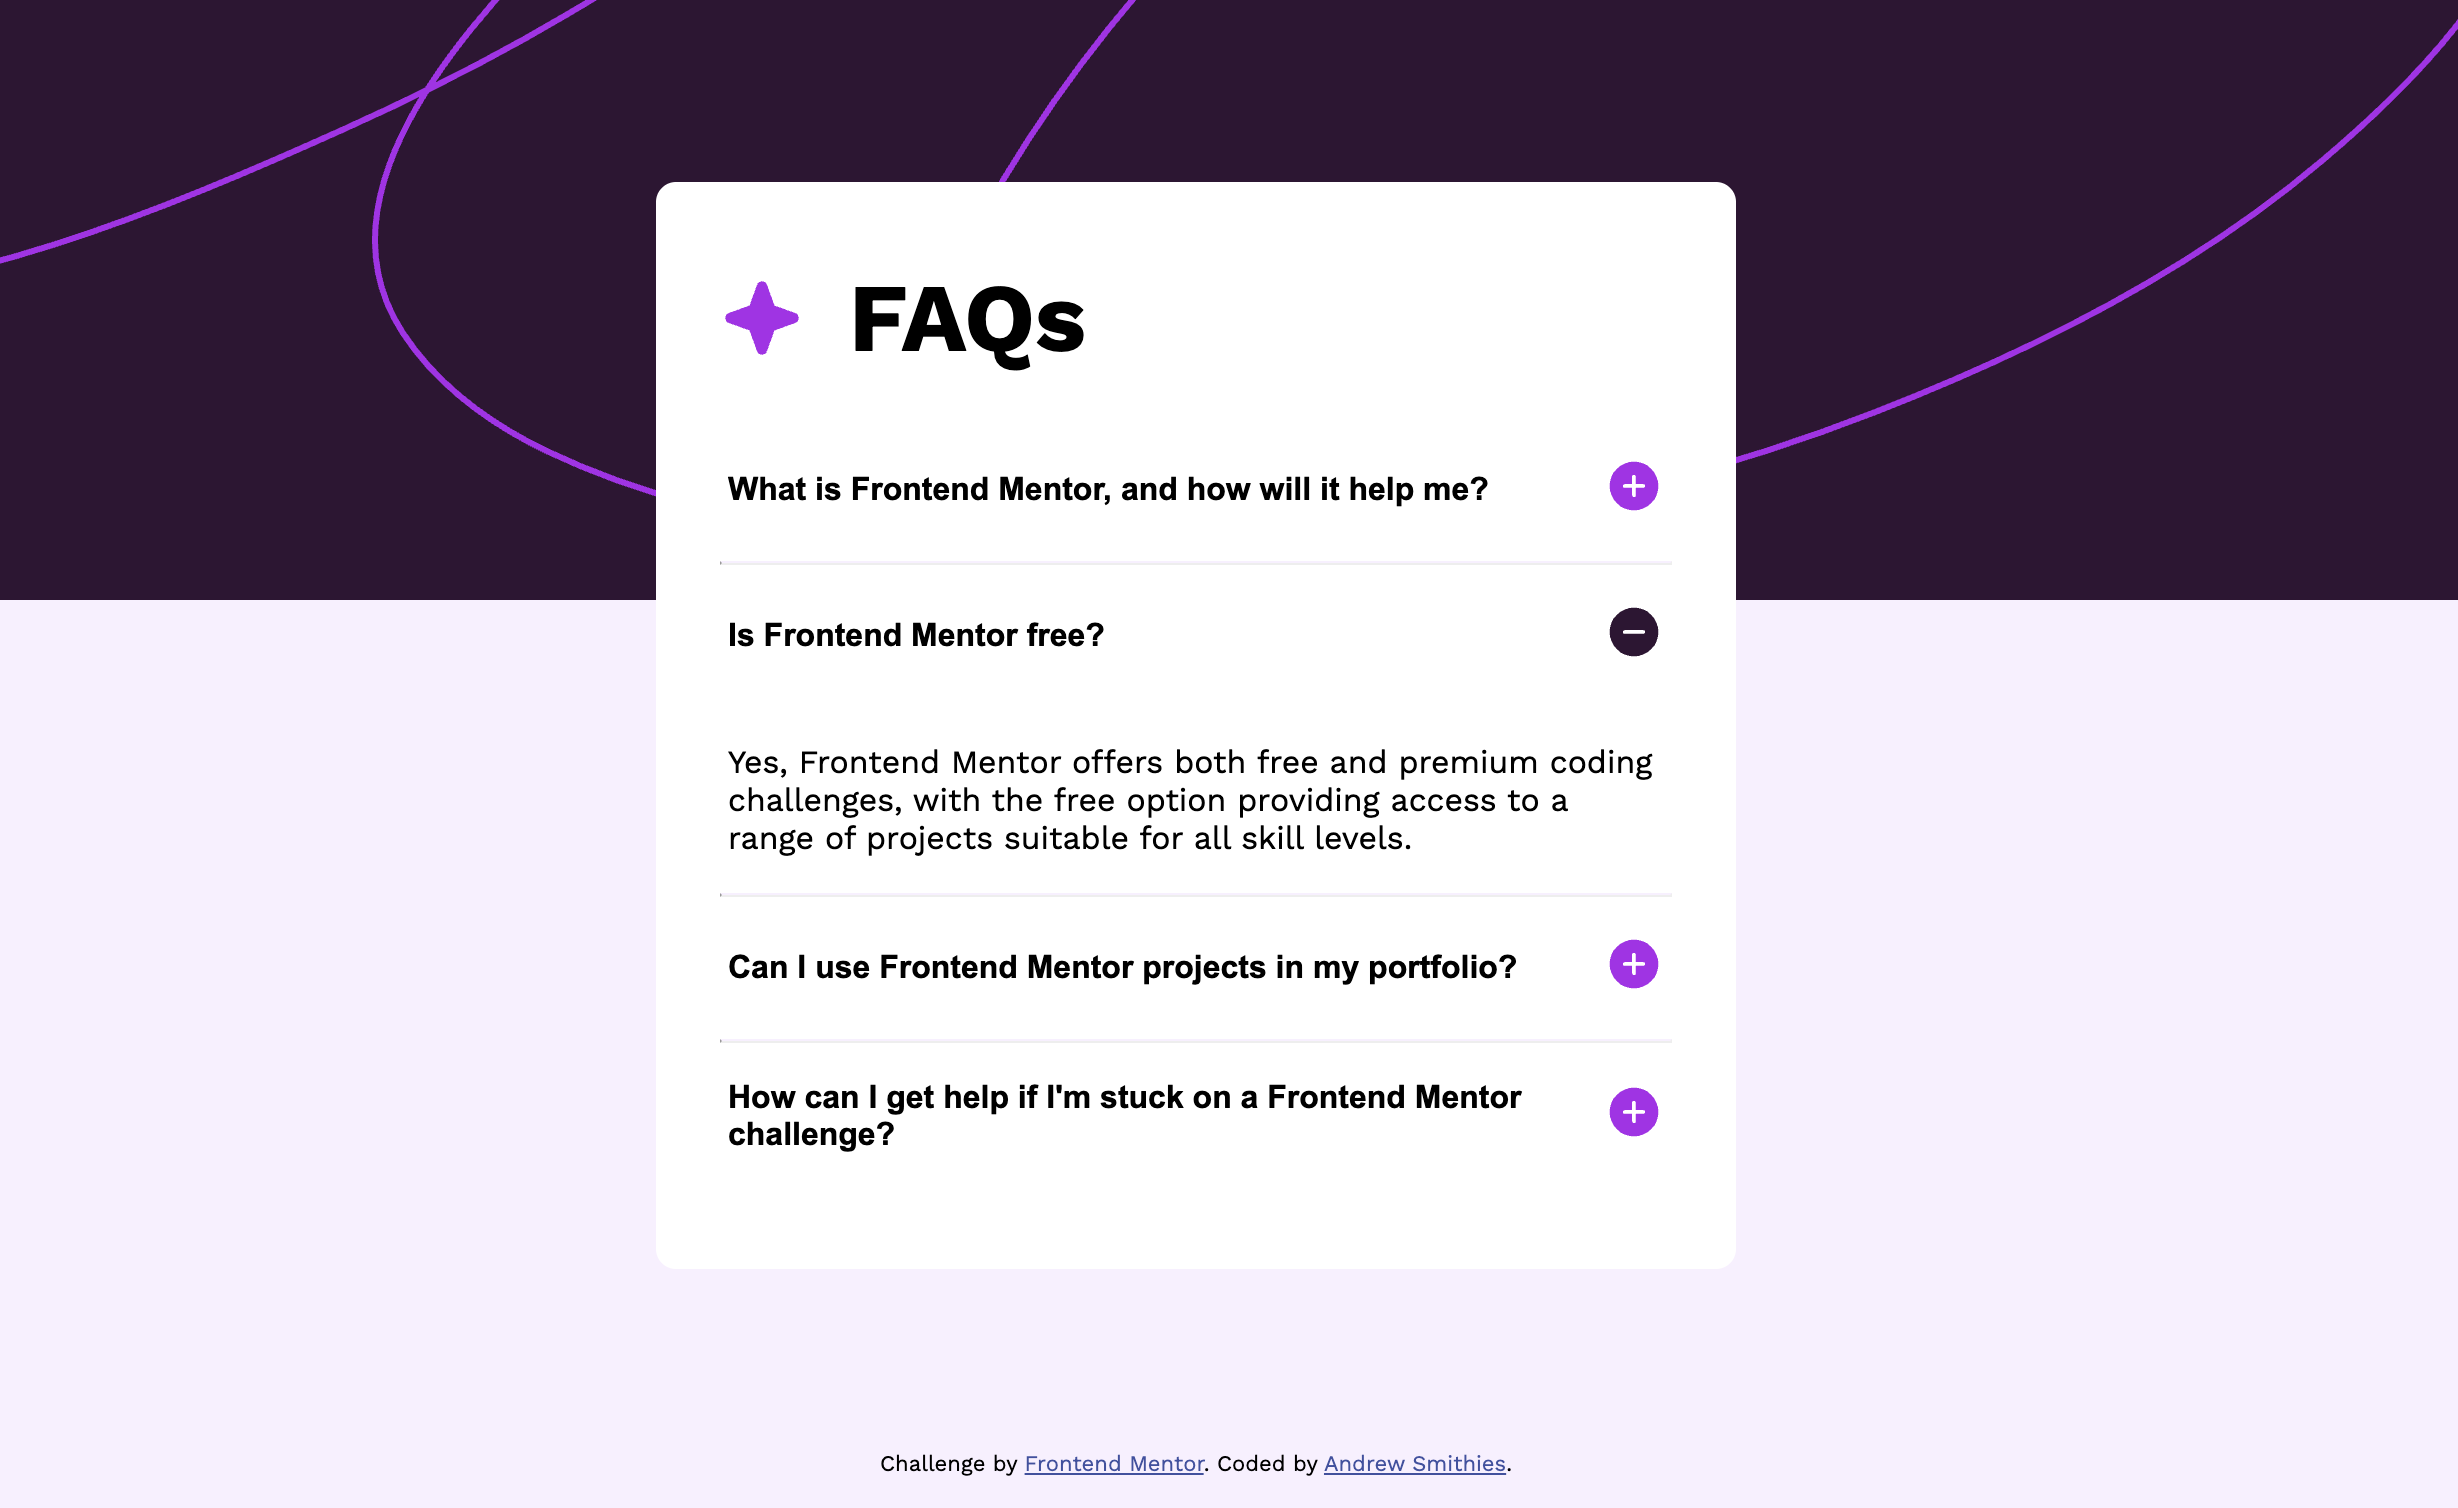 FAQs
What is Frontend Mentor, and how will it help me?
Is Frontend Mentor free?
Yes, Frontend Mentor offers both free and premium coding
challenges, with the free option providing access to a
range of projects suitable for all skill levels.
Can I use Frontend Mentor projects in my portfolio?
How can I get help if I'm stuck on a Frontend Mentor
challenge?
Challenge by Frontend Mentor. Coded by Andrew Smithies.